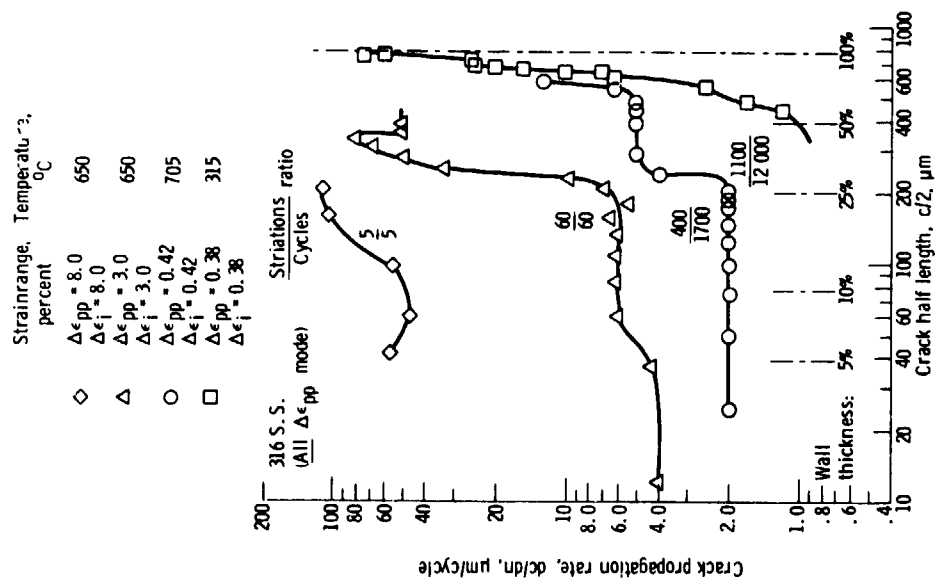 Strainrange, Temperature,
percent °C
Δεpp = 8.0 650
Δεi = 8.0
Δεpp = 3.0 650
Δεi = 3.0
Δεpp = 0.42 705
Δεi = 0.42
Δεpp = 0.38 315
Δεi = 0.38
316 S. S.
(All Δεpp mode)
Striations
Cycles
ratio
5
5
60
60
400
1700
1100
12 000
Crack propagation rate, dc/dn, μm/cycle
200
100
80
60
40
20
10
8.0
6.0
4.0
2.0
1.0
.8
.6
.4
Wall
thickness: 5% 10% 25% 50% 100%
10 20 40 60 80 100 200 400 600 1000
Crack half length, c/2, μm